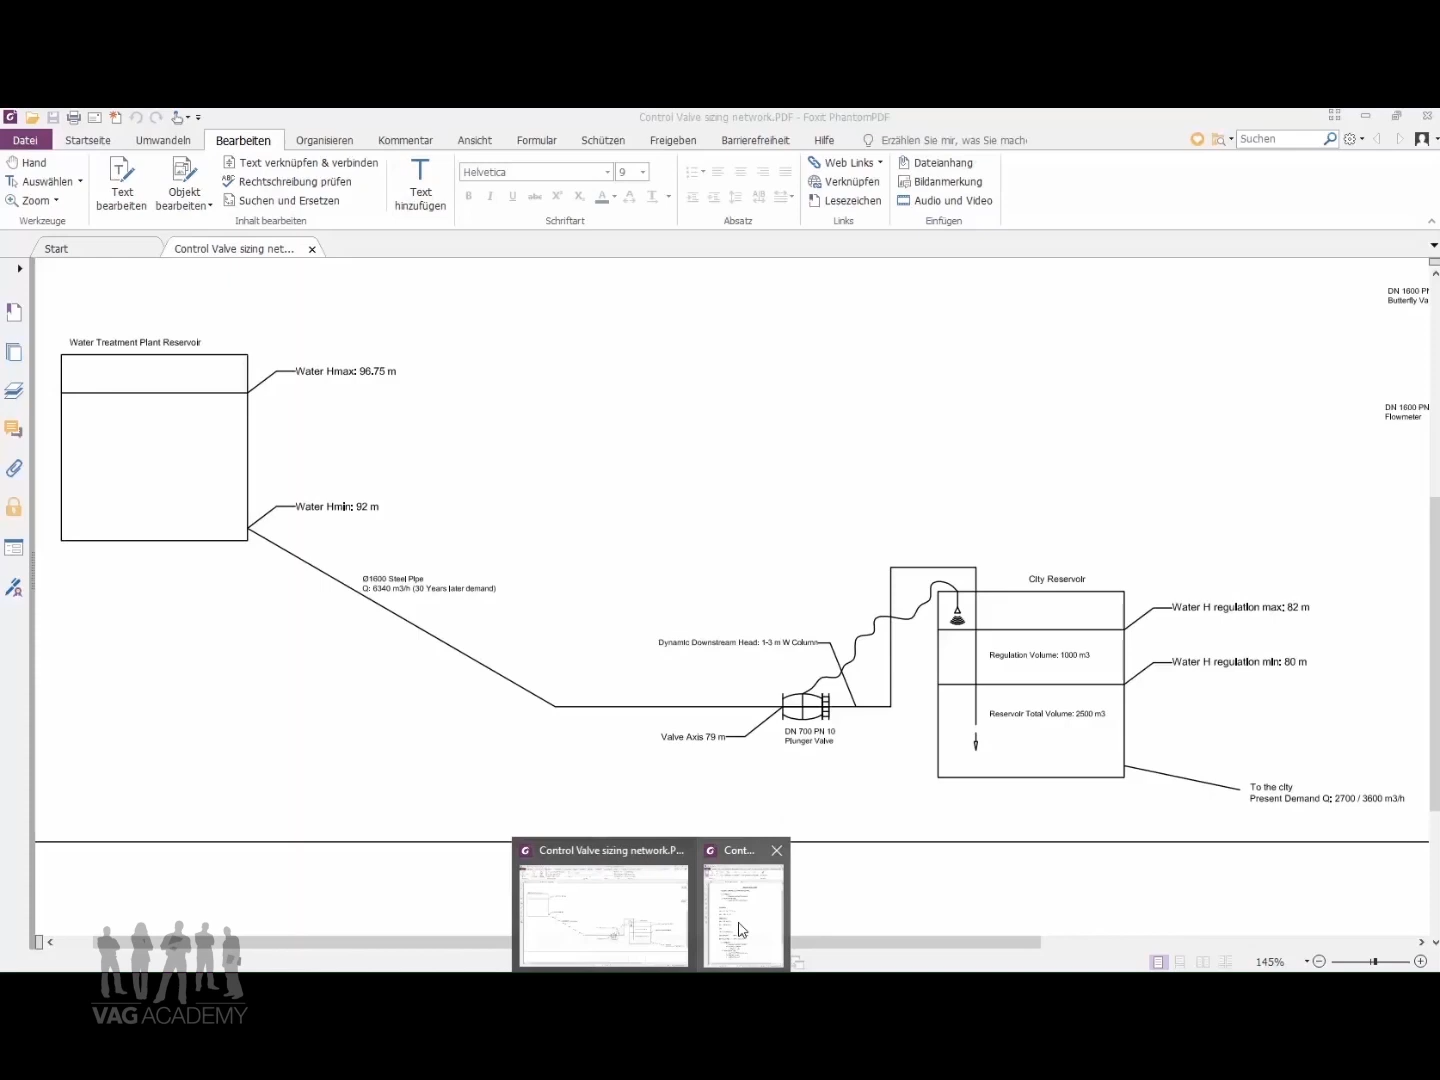 Control Valve sizing network.PDF - Foxit PhantomPDF
Datei
Startseite
Umwandeln
Bearbeiten
Organisieren
Kommentar
Ansicht
Formular
Schützen
Freigeben
Barrierefreiheit
Hilfe
Erzählen Sie mir, was Sie mach
Suchen
Hand
Auswählen
Zoom
Werkzeuge
Text
bearbeiten
Objekt
bearbeiten
Text verknüpfen & verbinden
Rechtschreibung prüfen
Suchen und Ersetzen
Inhalt bearbeiten
Text
hinzufügen
Helvetica
9
Schriftart
Absatz
Web Links
Verknüpfen
Lesezeichen
Links
Dateianhang
Bildanmerkung
Audio und Video
Einfügen
Start
Control Valve sizing net...
DN 1600 PN
Butterfly Va
Water Treatment Plant Reservoir
Water Hmax: 96.75 m
DN 1600 PN
Flowmeter
Water Hmin: 92 m
Ø1600 Steel Pipe
Q: 6340 m3/h (30 Years later demand)
City Reservoir
Water H regulation max: 82 m
Dynamic Downstream Head: 1-3 m W Column
Regulation Volume: 1000 m3
Water H regulation min: 80 m
Reservoir Total Volume: 2500 m3
Valve Axis 79 m
DN 700 PN 10
Plunger Valve
To the city
Present Demand Q: 2700 / 3600 m3/h
Control Valve sizing network.P...
Cont...
145%
VAG ACADEMY